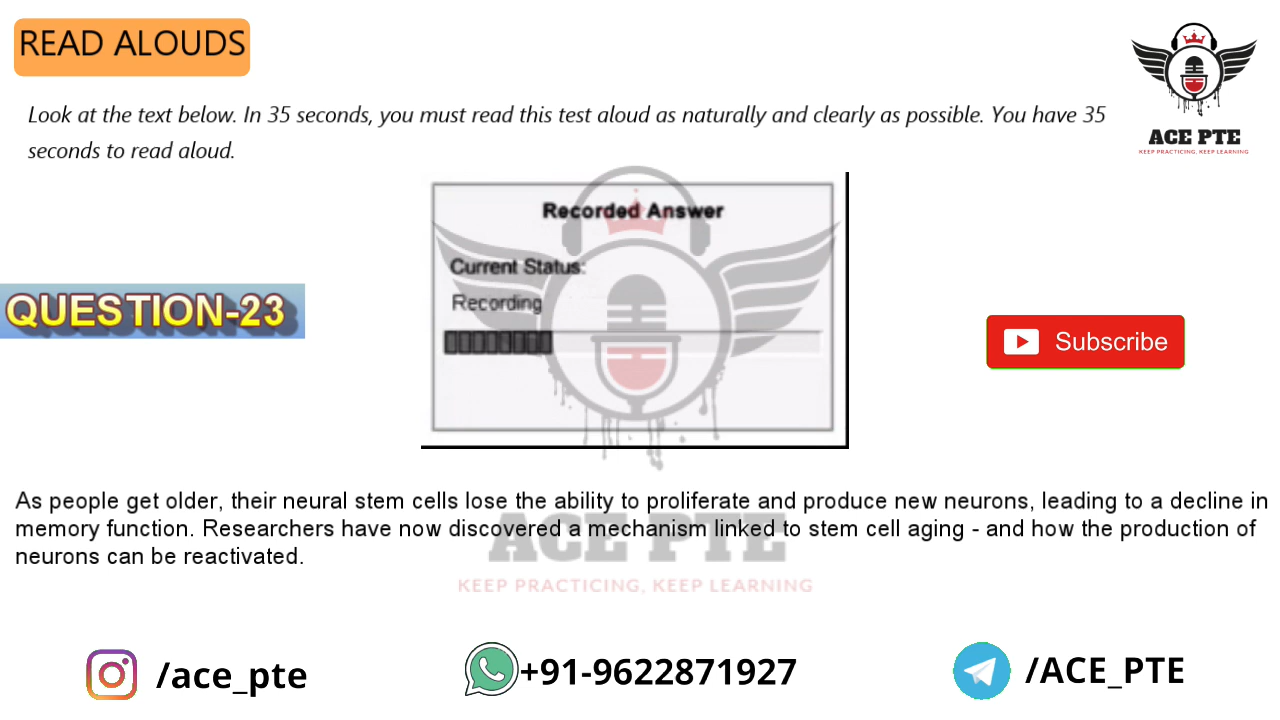 READ ALOUDS
Look at the text below. In 35 seconds, you must read this test aloud as naturally and clearly as possible. You have 35
seconds to read aloud.
ACE PTE
KEEP PRACTICING, KEEP LEARNING
Recorded Answer
Current Status:
Recording
QUESTION-23
Subscribe
As people get older, their neural stem cells lose the ability to proliferate and produce new neurons, leading to a decline in
memory function. Researchers have now discovered a mechanism linked to stem cell aging - and how the production of
neurons can be reactivated.
ACE PTE
KEEP PRACTICING, KEEP LEARNING
/ace_pte
+91-9622871927
/ACE_PTE